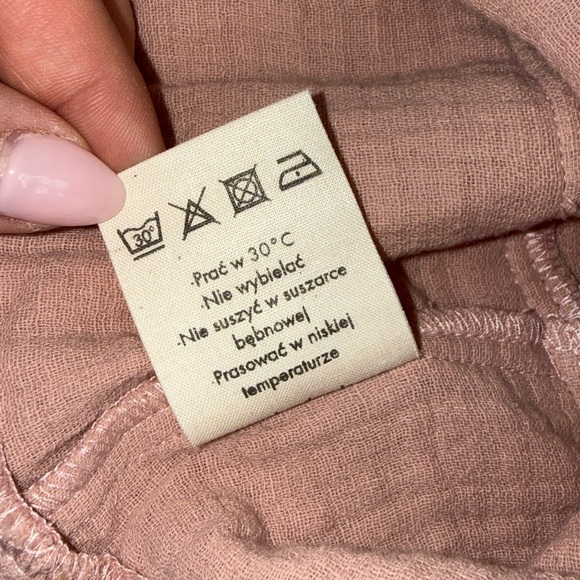 30°
·Prać w 30°C
·Nie wybielać
·Nie suszyć w suszarce
bębnowej
·Prasować w niskiej
temperaturze